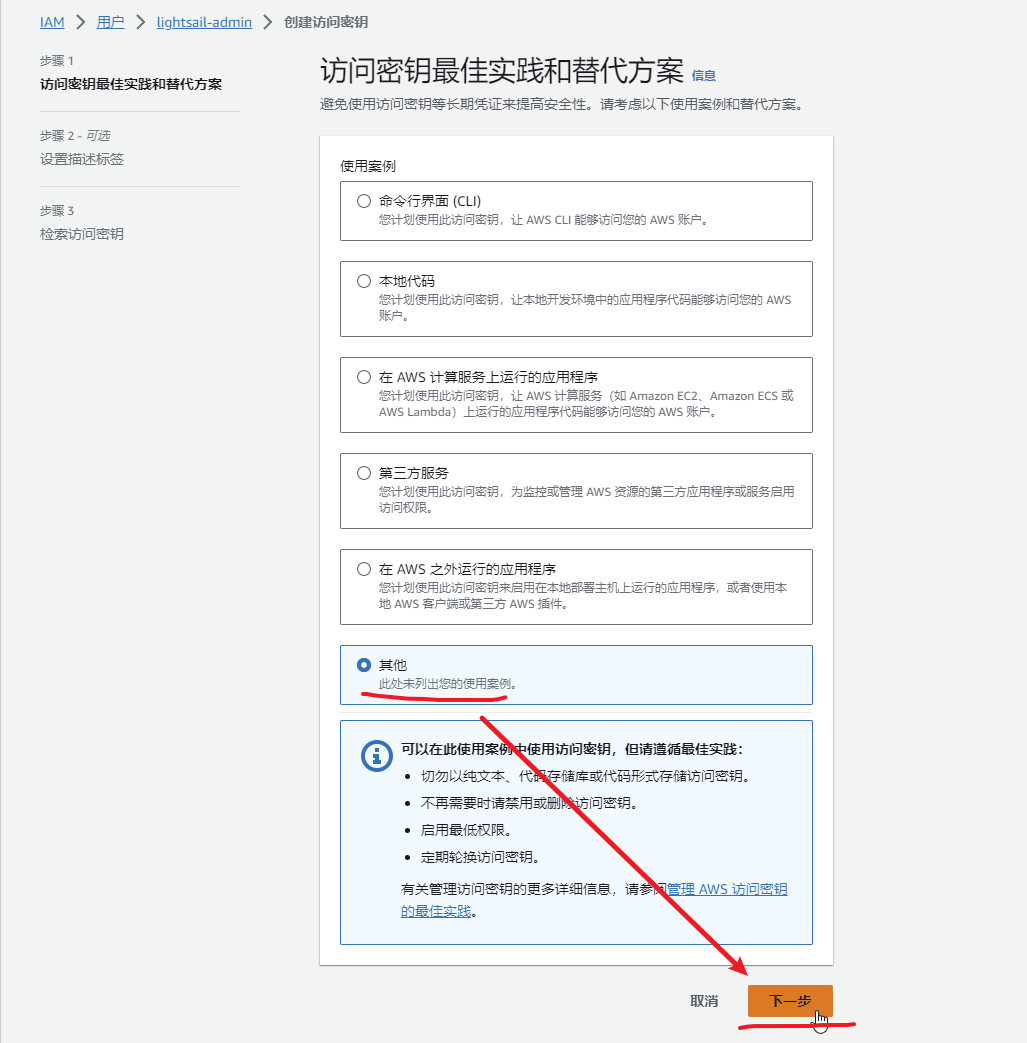 IAM > 用户 > lightsail-admin > 创建访问密钥
步骤 1
访问密钥最佳实践和替代方案
步骤 2 - 可选
设置描述标签
步骤 3
检索访问密钥
访问密钥最佳实践和替代方案 信息
避免使用访问密钥等长期凭证来提高安全性。请考虑以下使用案例和替代方案。
使用案例
命令行界面 (CLI)
您计划使用此访问密钥，让 AWS CLI 能够访问您的 AWS 账户。
本地代码
您计划使用此访问密钥，让本地开发环境中的应用程序代码能够访问您的 AWS
账户。
在 AWS 计算服务上运行的应用程序
您计划使用此访问密钥，让 AWS 计算服务（如 Amazon EC2、Amazon ECS 或
AWS Lambda）上运行的应用程序代码能够访问您的 AWS 账户。
第三方服务
您计划使用此访问密钥，为监控或管理 AWS 资源的第三方应用程序或服务启用
访问权限。
在 AWS 之外运行的应用程序
您计划使用此访问密钥来启用在本地部署主机上运行的应用程序，或者使用本
地 AWS 客户端或第三方 AWS 插件。
其他
此处未列出您的使用案例。
可以在此使用案例中使用访问密钥，但请遵循最佳实践：
• 切勿以纯文本、代码存储库或代码形式存储访问密钥。
• 不再需要时请禁用或删除访问密钥。
• 启用最低权限。
• 定期轮换访问密钥。
有关管理访问密钥的更多详细信息，请参阅管理 AWS 访问密钥
的最佳实践。
取消
下一步